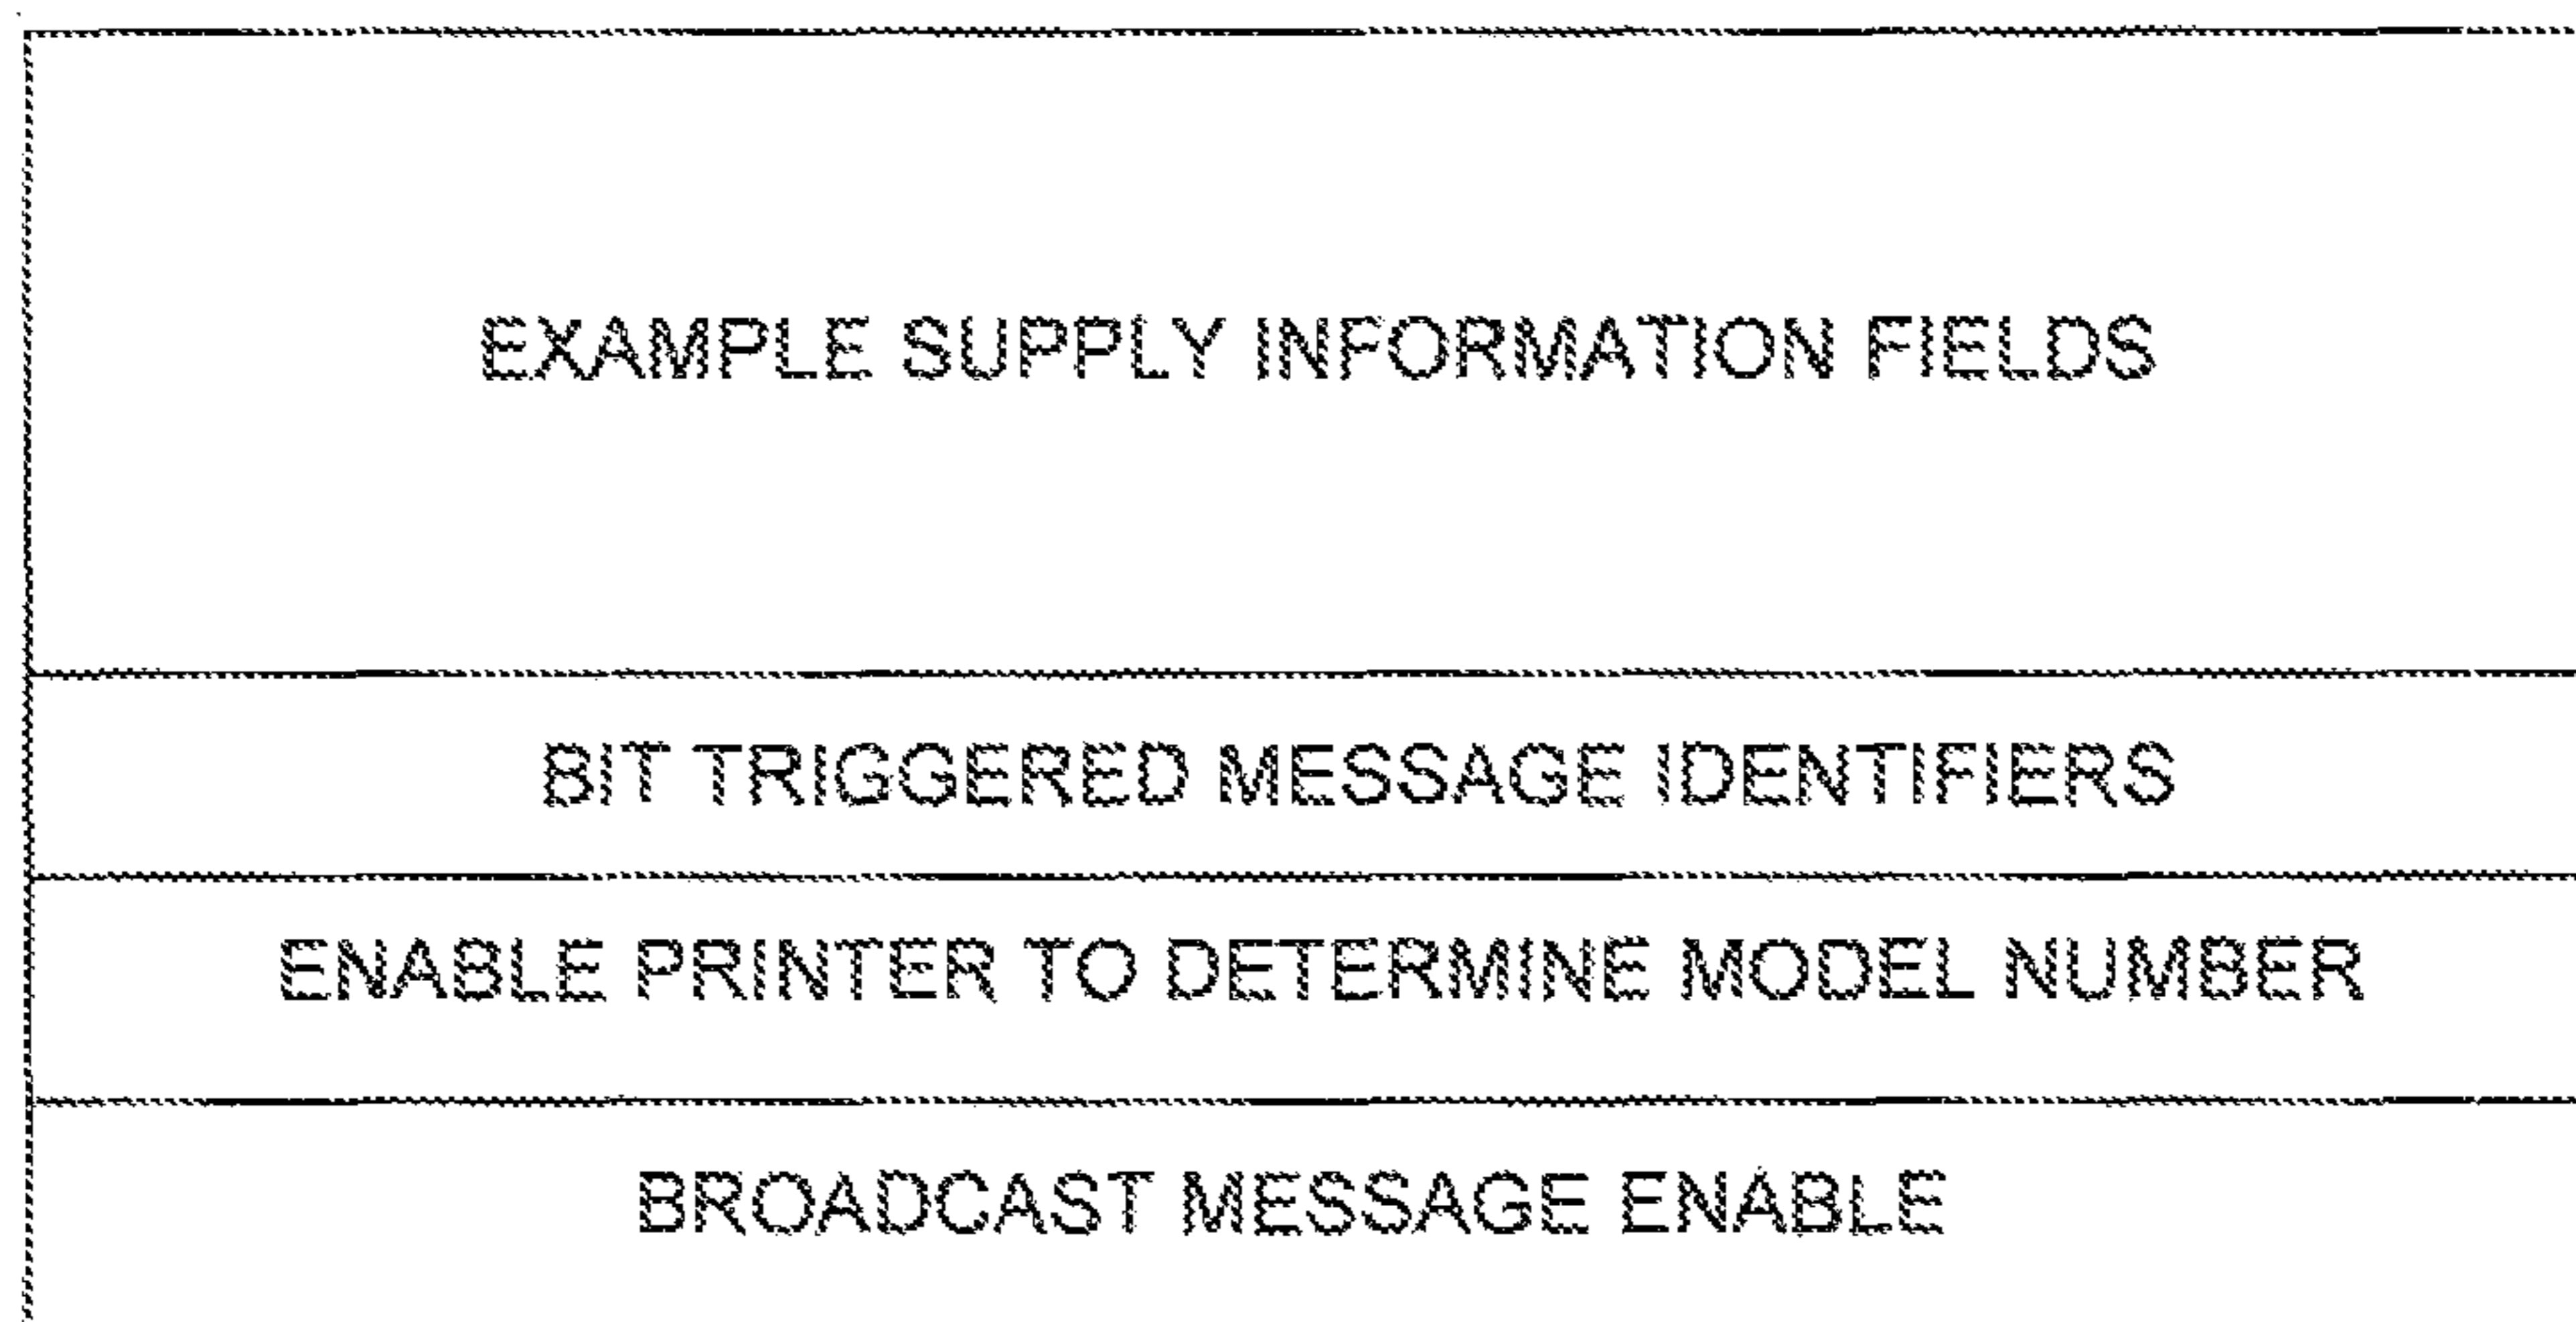 EXAMPLE SUPPLY INFORMATION FIELDS
BIT TRIGGERED MESSAGE IDENTIFIERS
ENABLE PRINTER TO DETERMINE MODEL NUMBER
BROADCAST MESSAGE ENABLE